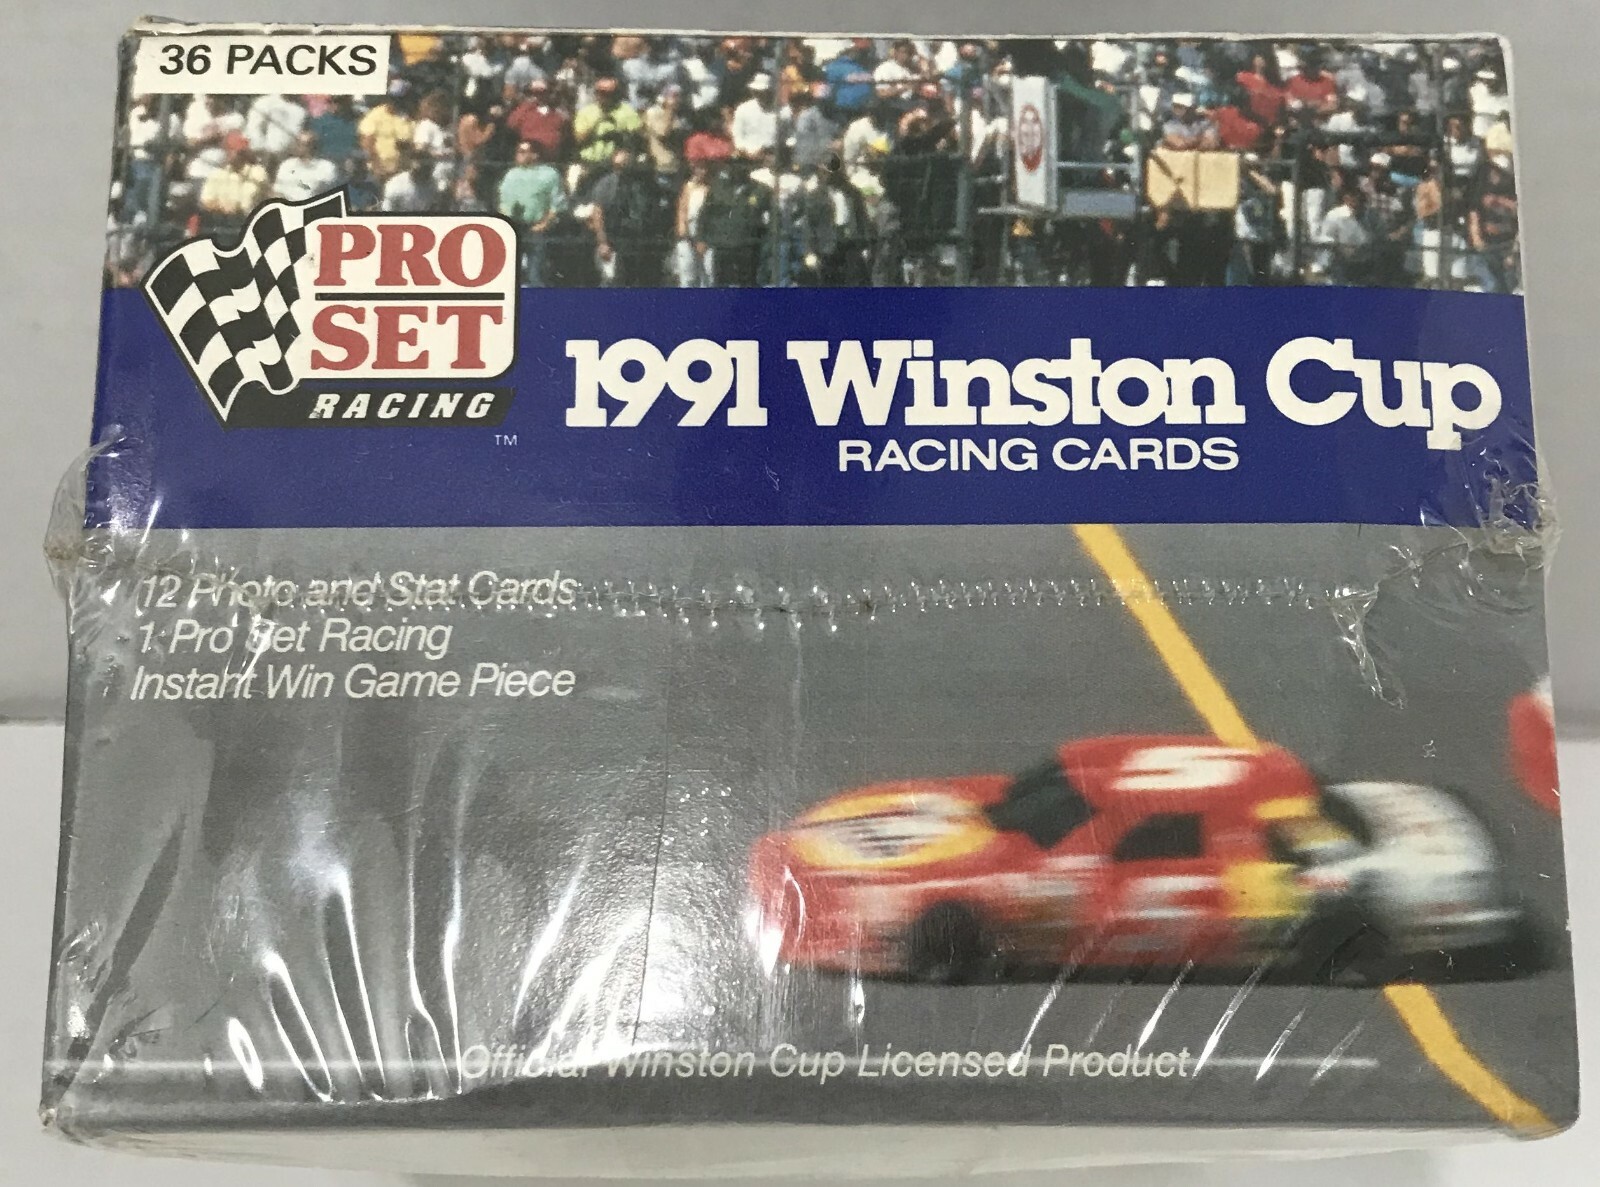 36 PACKS
PRO
SET
RACING
TM
1991 Winston Cup
RACING CARDS
12 Photo and Stat Cards
1 Pro Set Racing
Instant Win Game Piece
5
Official Winston Cup Licensed Product